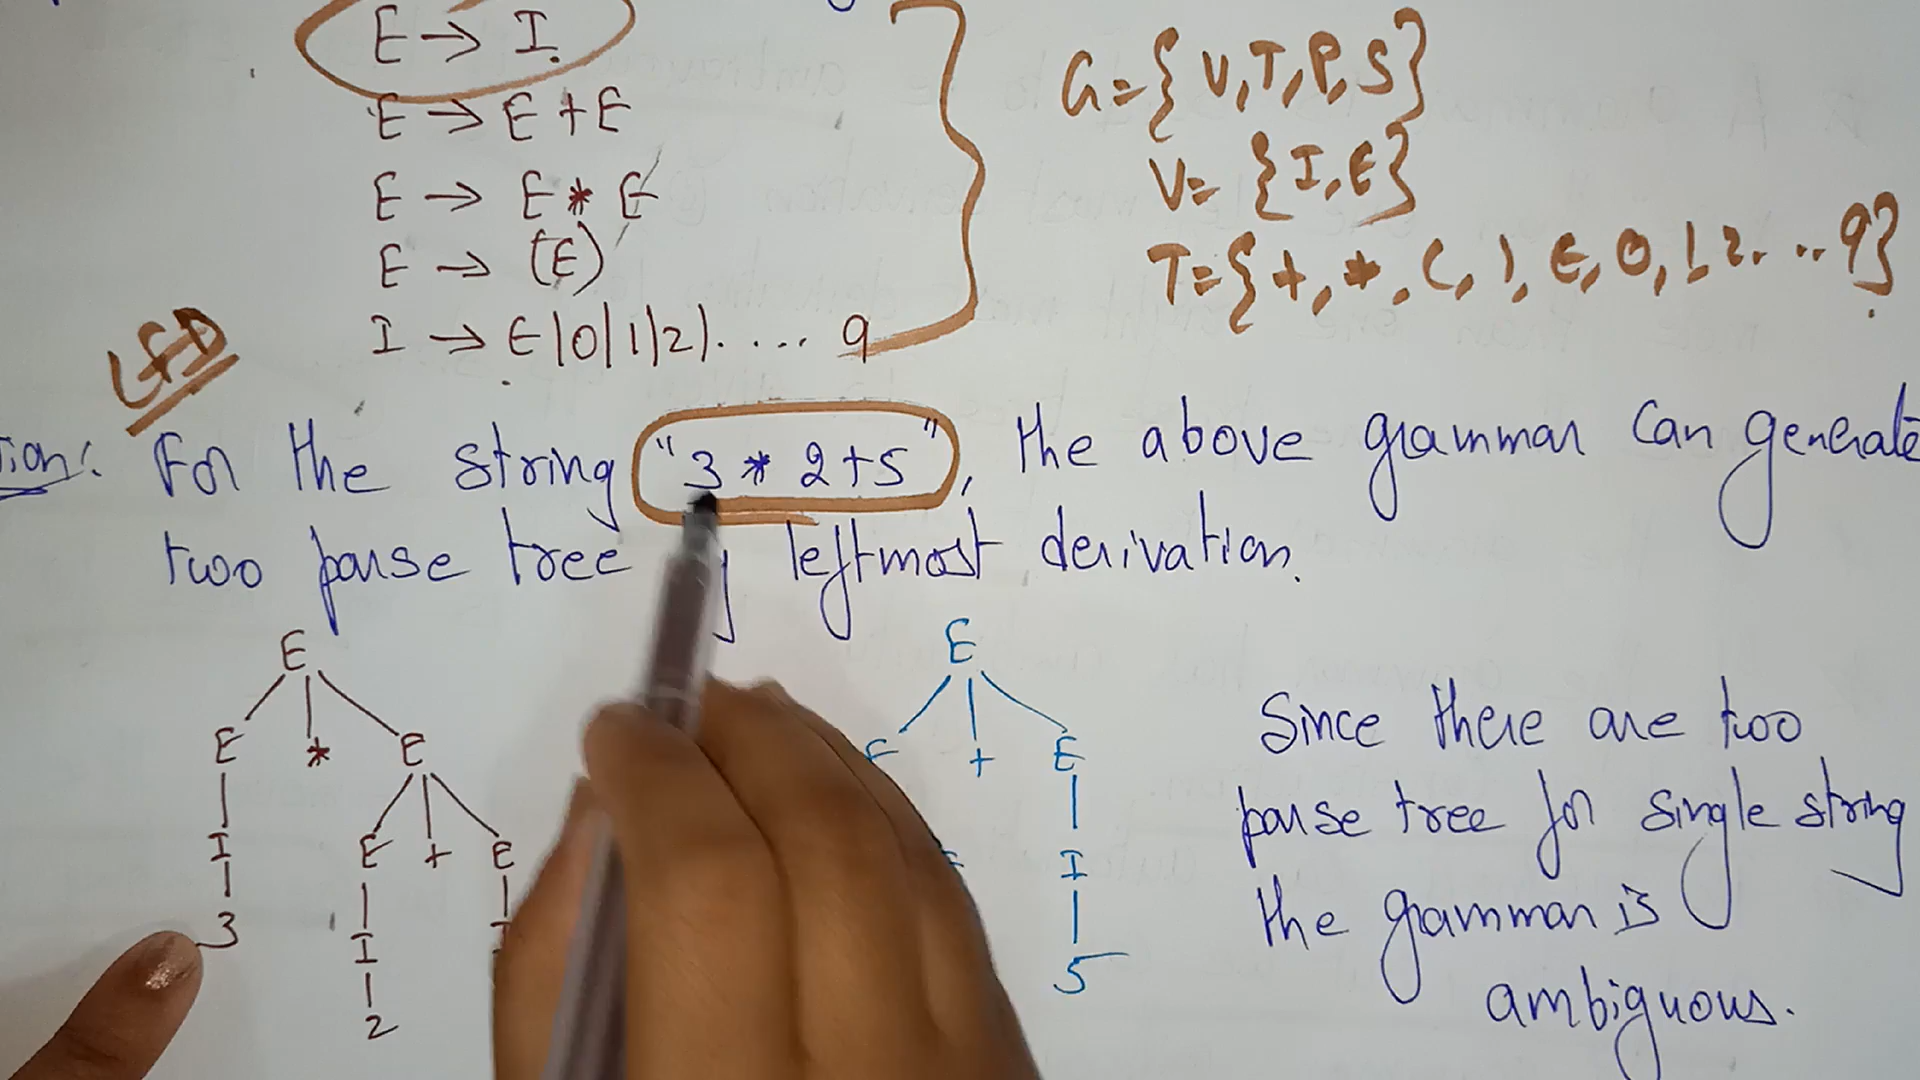 E → I.
E → E + E
E → E * E
E → (E)
I → ϵ|0|1|2|.... 9
G = {V,T,P,S}
V = {I,E}
T = {+, *, (, ), ϵ, 0, 1 2. .. 9}
tion: For the string "3 * 2+5", the above grammar can generate
two parse tree leftmost derivation.
E
E * E
I E + E
3 I I
2
E
E + E
I
5
Since there are two
parse tree for single string
the grammar is
ambiguous.